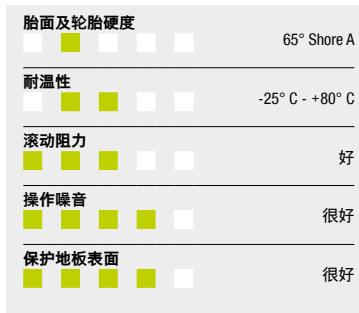 胎面及轮胎硬度
65° Shore A
耐温性
-25° C - +80° C
滚动阻力
好
操作噪音
很好
保护地板表面
很好